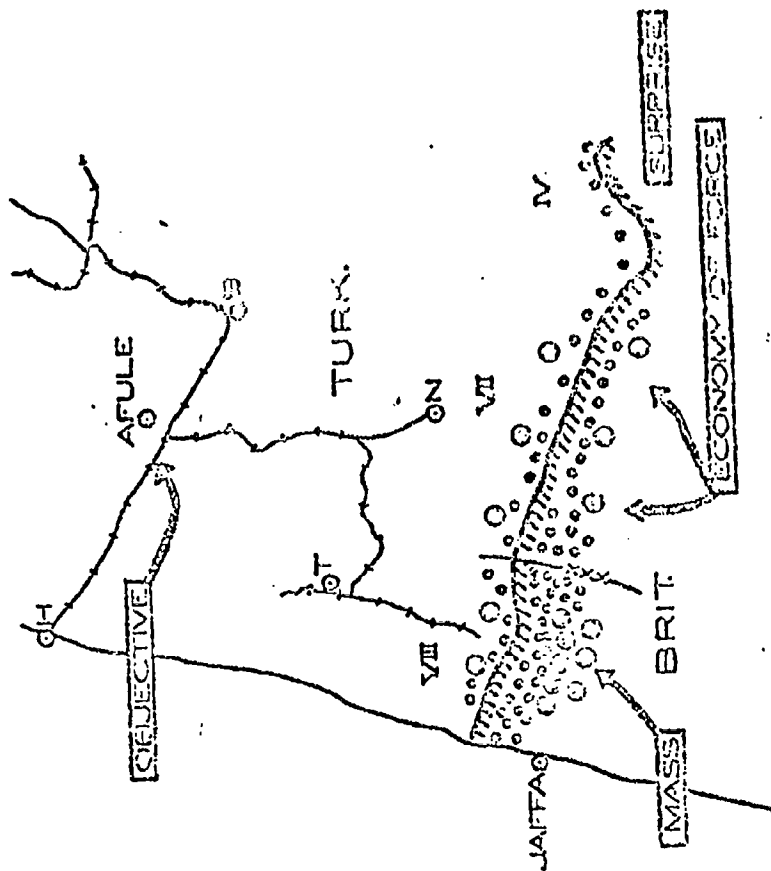 H
AFULE
OBJECTIVE
B
T
TURK.
VIII
N
VII
IV.
JAFFA
SURPRISE
BRIT.
MASS
ECONOMY OF FORCE